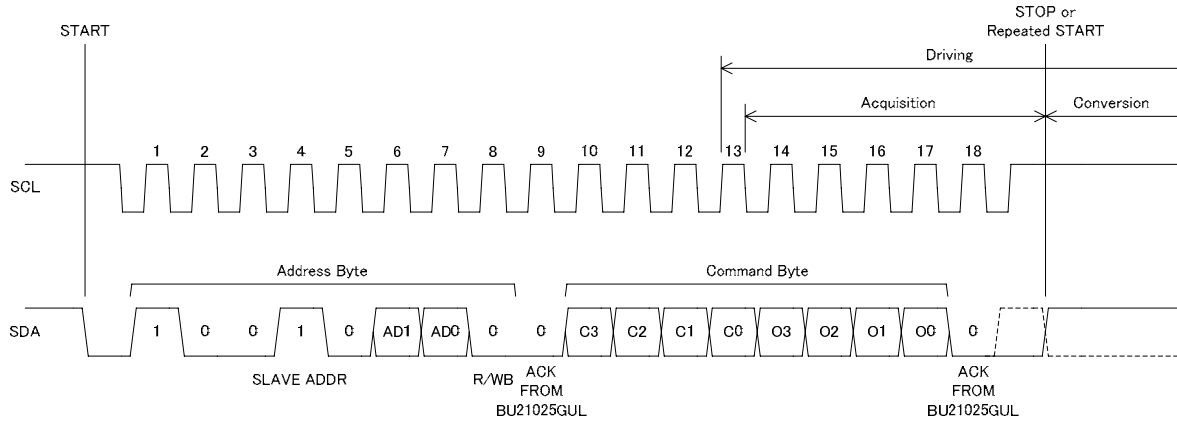 START
STOP or
Repeated START
Driving
Acquisition
Conversion
1 2 3 4 5 6 7 8 9 10 11 12 13 14 15 16 17 18
SCL
Address Byte
Command Byte
SDA
1 0 0 1 0 AD1 AD0 0 0 C3 C2 C1 C0 O3 O2 O1 O0 0
SLAVE ADDR
R/WB
ACK
FROM
BU21025GUL
ACK
FROM
BU21025GUL